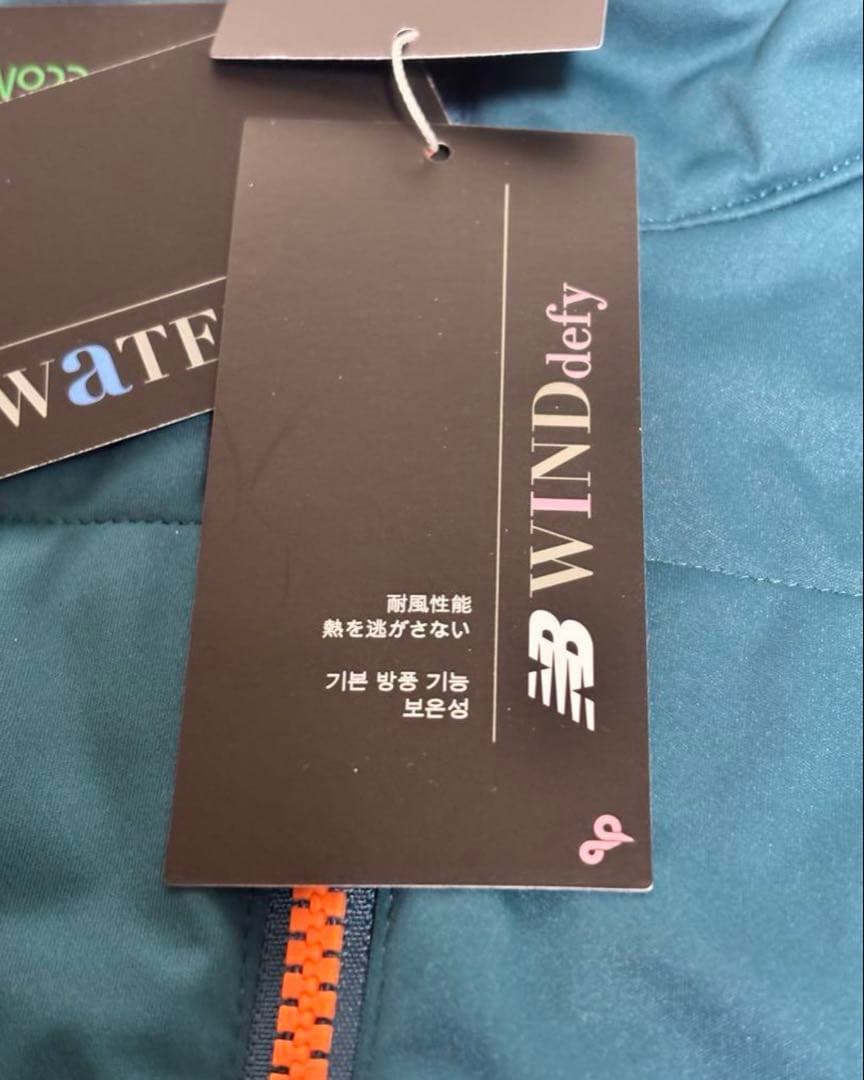 WATE
WINDdefy
NB
耐風性能
熱を逃がさない
기본 방풍 기능
보온성